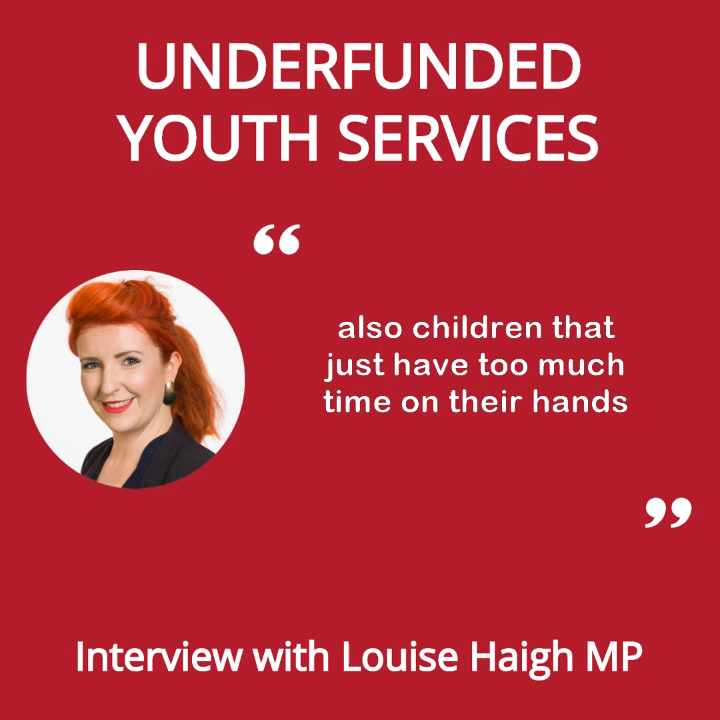 UNDERFUNDED
YOUTH SERVICES
“
also children that
just have too much
time on their hands
”
Interview with Louise Haigh MP